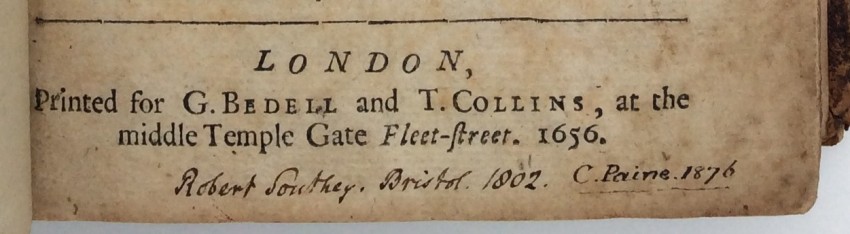 LONDON,
Printed for G. BEDELL and T. COLLINS, at the
middle Temple Gate Fleet-ſtreet. 1656.
Robert Southey. Bristol. 1802. C. Paine. 1876